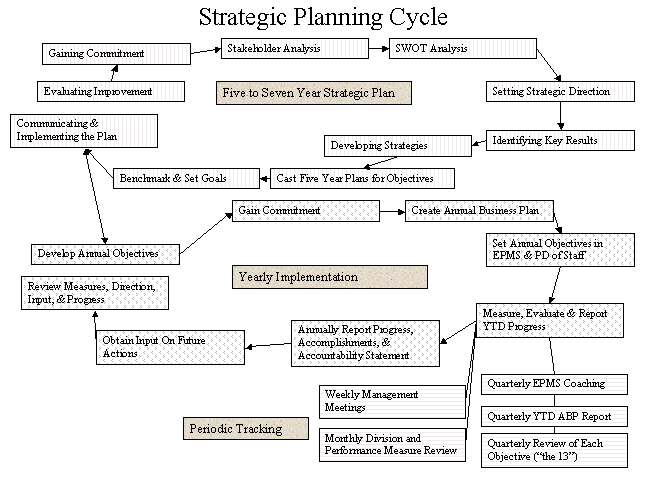 Strategic Planning Cycle
Gaining Commitment
Stakeholder Analysis
SWOT Analysis
Evaluating Improvement
Five to Seven Year Strategic Plan
Setting Strategic Direction
Communicating &
Implementing the Plan
Developing Strategies
Identifying Key Results
Benchmark & Set Goals
Cast Five Year Plans for Objectives
Gain Commitment
Create Annual Business Plan
Develop Annual Objectives
Set Annual Objectives in
EPMS & PD of Staff
Yearly Implementation
Review Measures, Direction,
Input, & Progress
Measure, Evaluate & Report
YTD Progress
Obtain Input On Future
Actions
Annually Report Progress,
Accomplishments, &
Accountability Statement
Weekly Management
Meetings
Quarterly EPMS Coaching
Quarterly YTD ABP Report
Periodic Tracking
Monthly Division and
Performance Measure Review
Quarterly Review of Each
Objective (“the 13”)